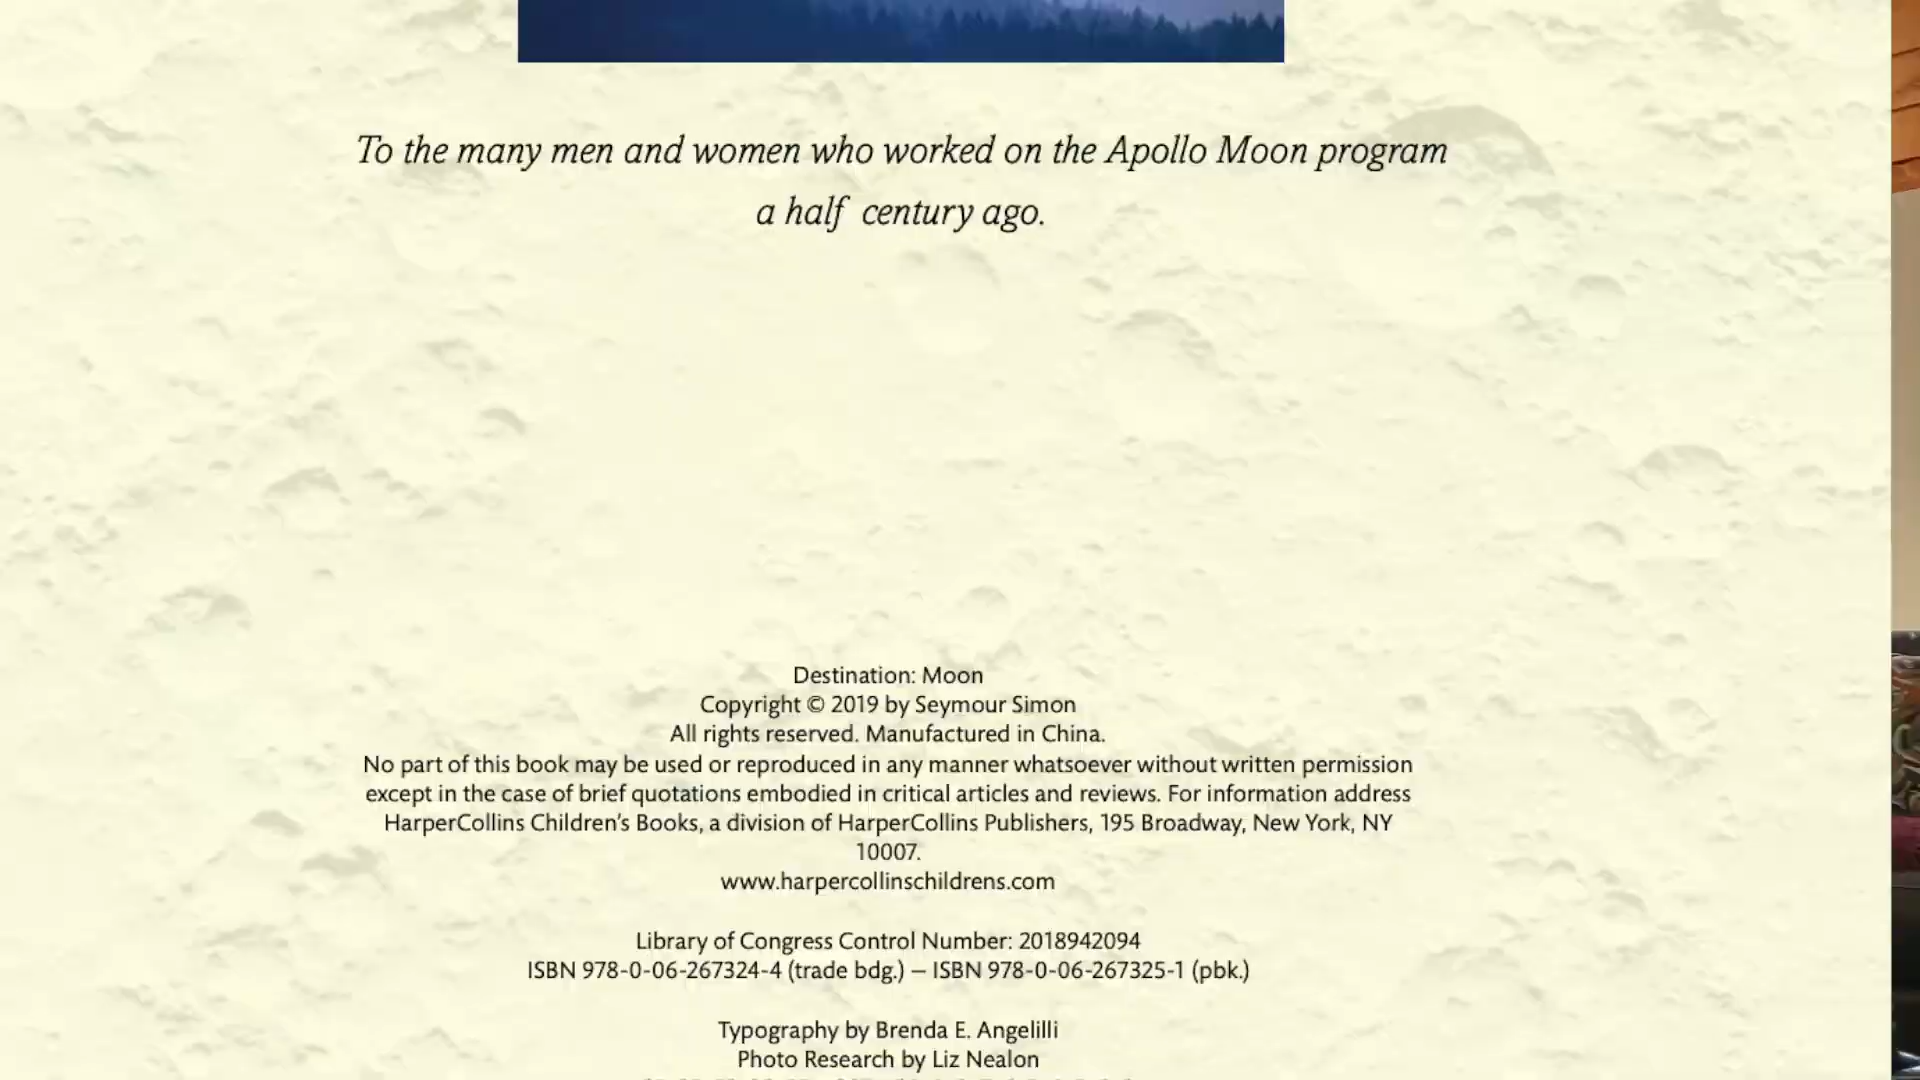 To the many men and women who worked on the Apollo Moon program
a half century ago.
Destination: Moon
Copyright © 2019 by Seymour Simon
All rights reserved. Manufactured in China.
No part of this book may be used or reproduced in any manner whatsoever without written permission
except in the case of brief quotations embodied in critical articles and reviews. For information address
HarperCollins Children’s Books, a division of HarperCollins Publishers, 195 Broadway, New York, NY
10007.
www.harpercollinschildrens.com
Library of Congress Control Number: 2018942094
ISBN 978-0-06-267324-4 (trade bdg.) — ISBN 978-0-06-267325-1 (pbk.)
Typography by Brenda E. Angelilli
Photo Research by Liz Nealon